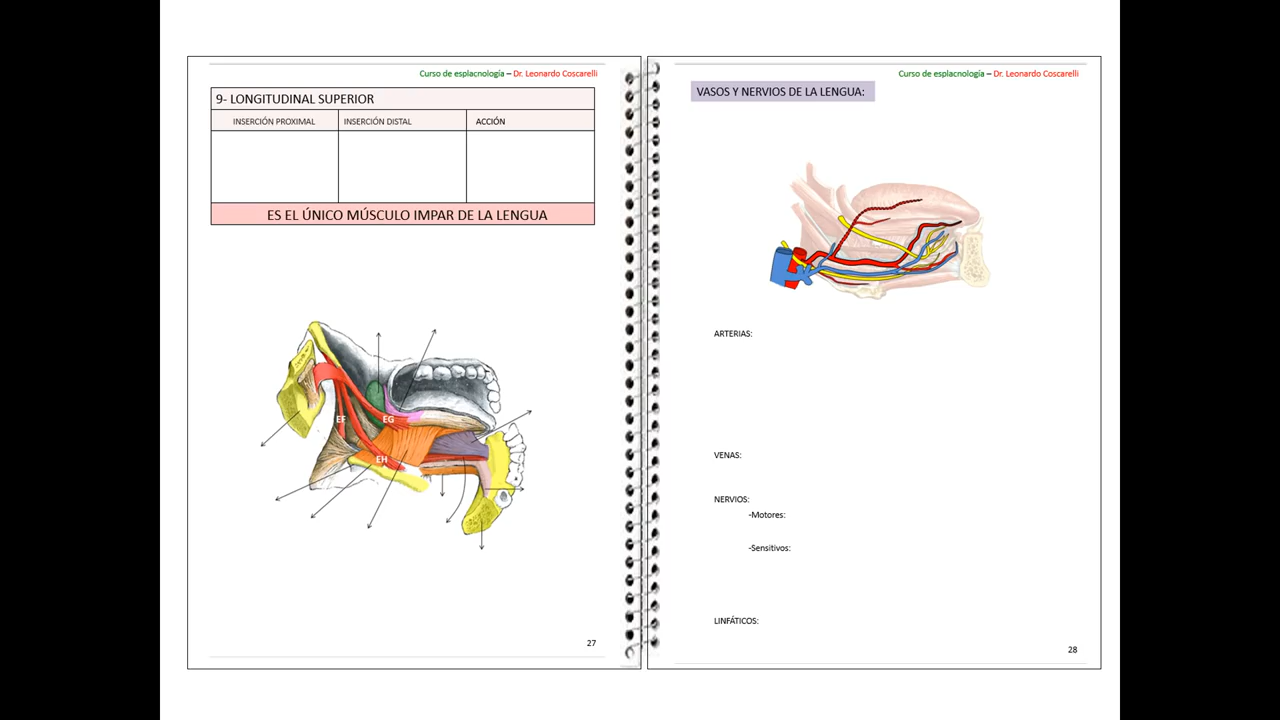 Curso de esplacnología – Dr. Leonardo Coscarelli
9- LONGITUDINAL SUPERIOR
INSERCIÓN PROXIMAL INSERCIÓN DISTAL ACCIÓN
ES EL ÚNICO MÚSCULO IMPAR DE LA LENGUA
EF EG
EH
27
Curso de esplacnología – Dr. Leonardo Coscarelli
VASOS Y NERVIOS DE LA LENGUA:
ARTERIAS:
VENAS:
NERVIOS:
-Motores:
-Sensitivos:
LINFÁTICOS:
28